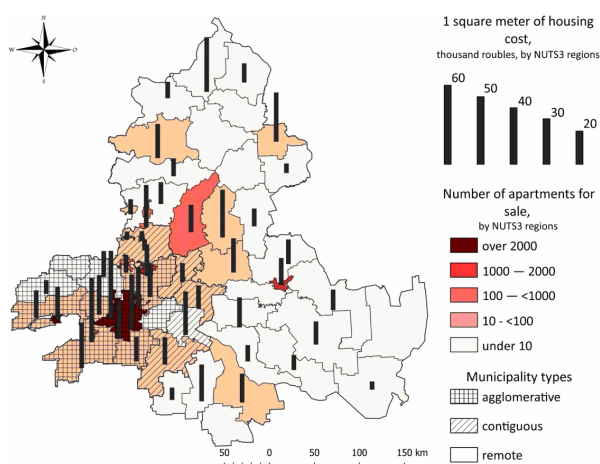 N
W
O
S
1 square meter of housing
cost,
thousand roubles, by NUTS3 regions
60
50
40
30
20
Number of apartments for
sale,
by NUTS3 regions
over 2000
1000 — 2000
100 — <1000
10 - <100
under 10
Municipality types
agglomerative
contiguous
remote
50 0 50 100 150 km